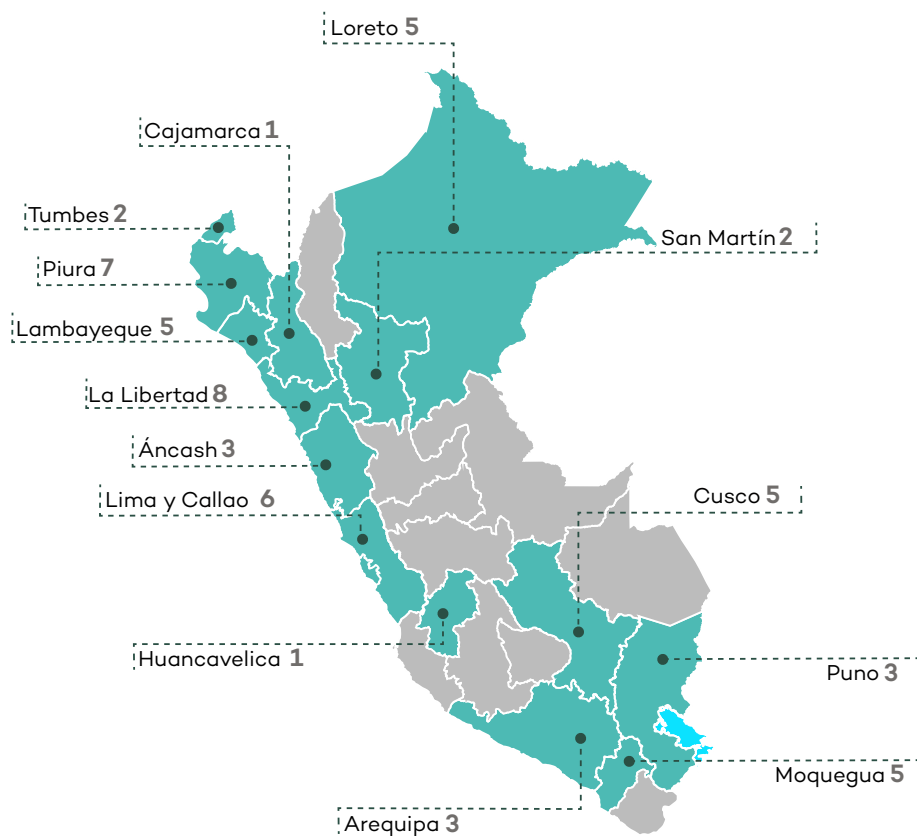 Loreto 5
Cajamarca 1
Tumbes 2
San Martín 2
Piura 7
Lambayeque 5
La Libertad 8
Áncash 3
Lima y Callao 6
Cusco 5
Huancavelica 1
Puno 3
Moquegua 5
Arequipa 3